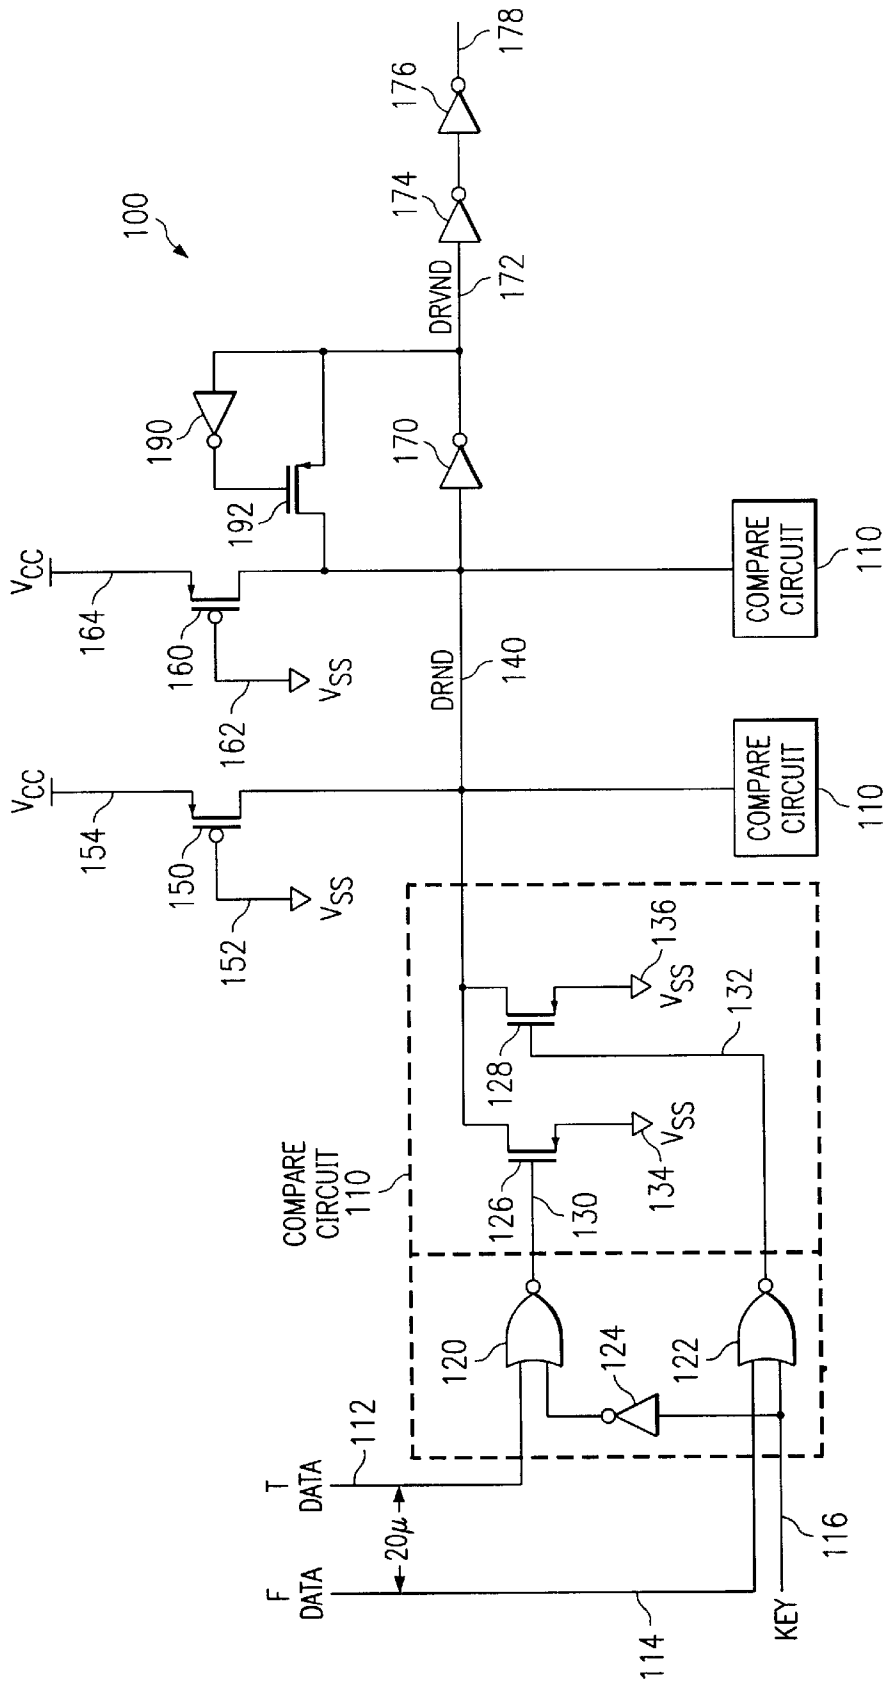 100
VCC
164
160
162
VSS
190
192
VCC
154
150
152
VSS
170
DRVND
172
174
176
178
DRND
140
COMPARE
CIRCUIT
110
COMPARE
CIRCUIT
110
COMPARE
CIRCUIT
110
126
130
134
VSS
128
132
136
VSS
120
122
124
T
DATA
112
20μ
F
DATA
114
KEY
116